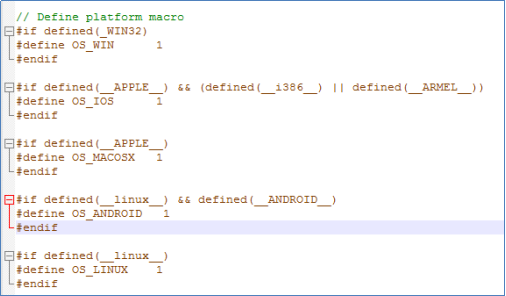 // Define platform macro
#if defined(_WIN32)
#define OS_WIN      1
#endif
#if defined(__APPLE__) && (defined(__i386__) || defined(__ARMEL__))
#define OS_IOS      1
#endif
#if defined(__APPLE__)
#define OS_MACOSX   1
#endif
#if defined(__linux__) && defined(__ANDROID__)
#define OS_ANDROID   1
#endif
#if defined(__linux__)
#define OS_LINUX    1
#endif